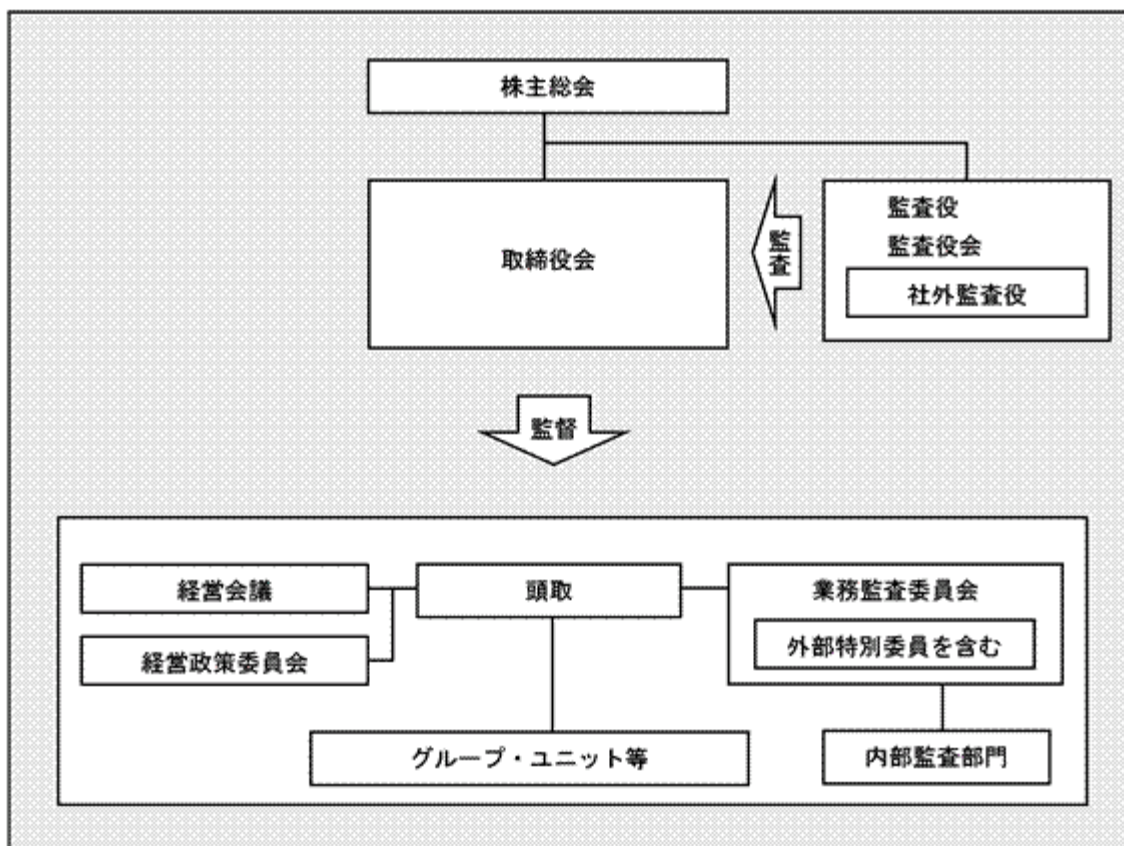 株主総会
取締役会
監査
監査役
監査役会
社外監査役
監督
経営会議
頭取
業務監査委員会
外部特別委員を含む
経営政策委員会
グループ・ユニット等
内部監査部門